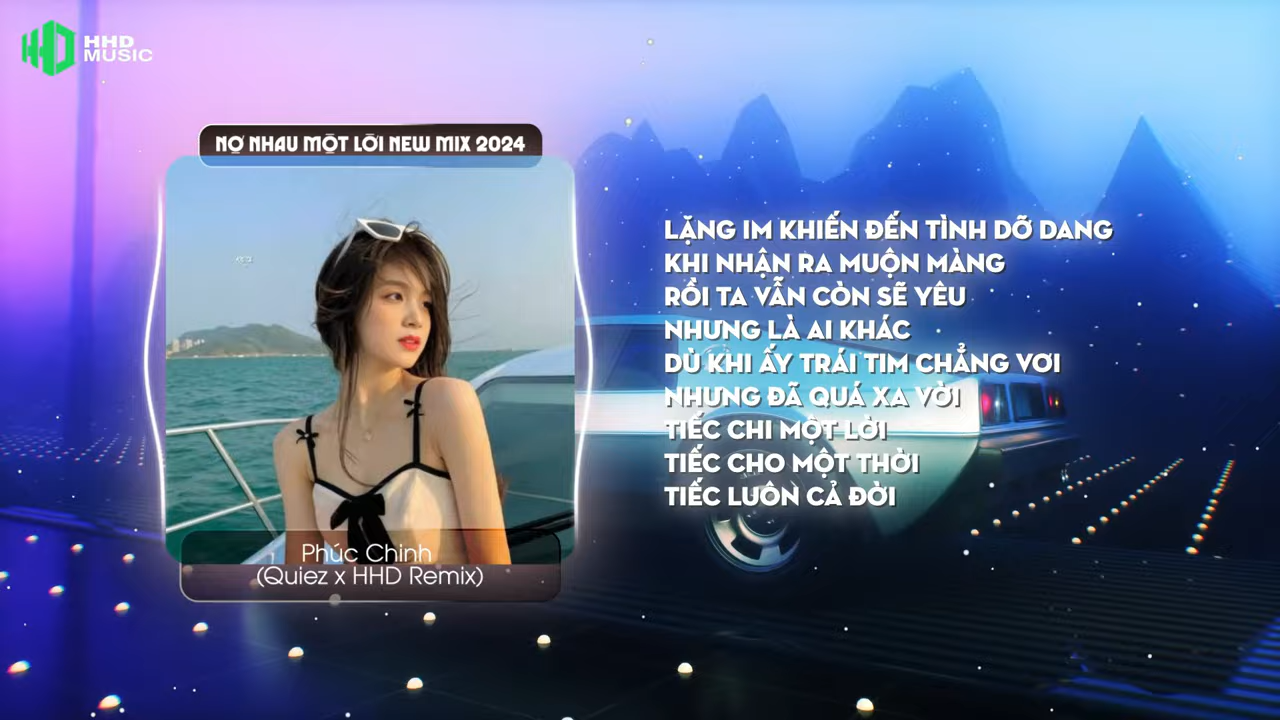 HHD
MUSIC
NỢ NHAU MỘT LỜI NEW MIX 2024
LẶNG IM KHIẾN ĐẾN TÌNH DỠ DANG
KHI NHẬN RA MUỘN MÀNG
RỒI TA VẪN CÒN SẼ YÊU
NHƯNG LÀ AI KHÁC
DÙ KHI ẤY TRÁI TIM CHẲNG VƠI
NHƯNG ĐÃ QUÁ XA VỜI
TIẾC CHI MỘT LỜI
TIẾC CHO MỘT THỜI
TIẾC LUÔN CẢ ĐỜI
Phúc Chinh
(Quiez x HHD Remix)